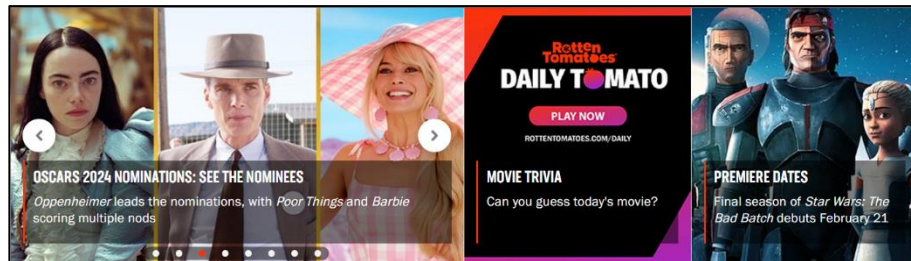 OSCARS 2024 NOMINATIONS: SEE THE NOMINEES
Oppenheimer leads the nominations, with Poor Things and Barbie
scoring multiple nods
Rotten
Tomatoes
DAILY TOMATO
PLAY NOW
ROTTENTOMATOES.COM/DAILY
MOVIE TRIVIA
Can you guess today's movie?
PREMIERE DATES
Final season of Star Wars: The
Bad Batch debuts February 21